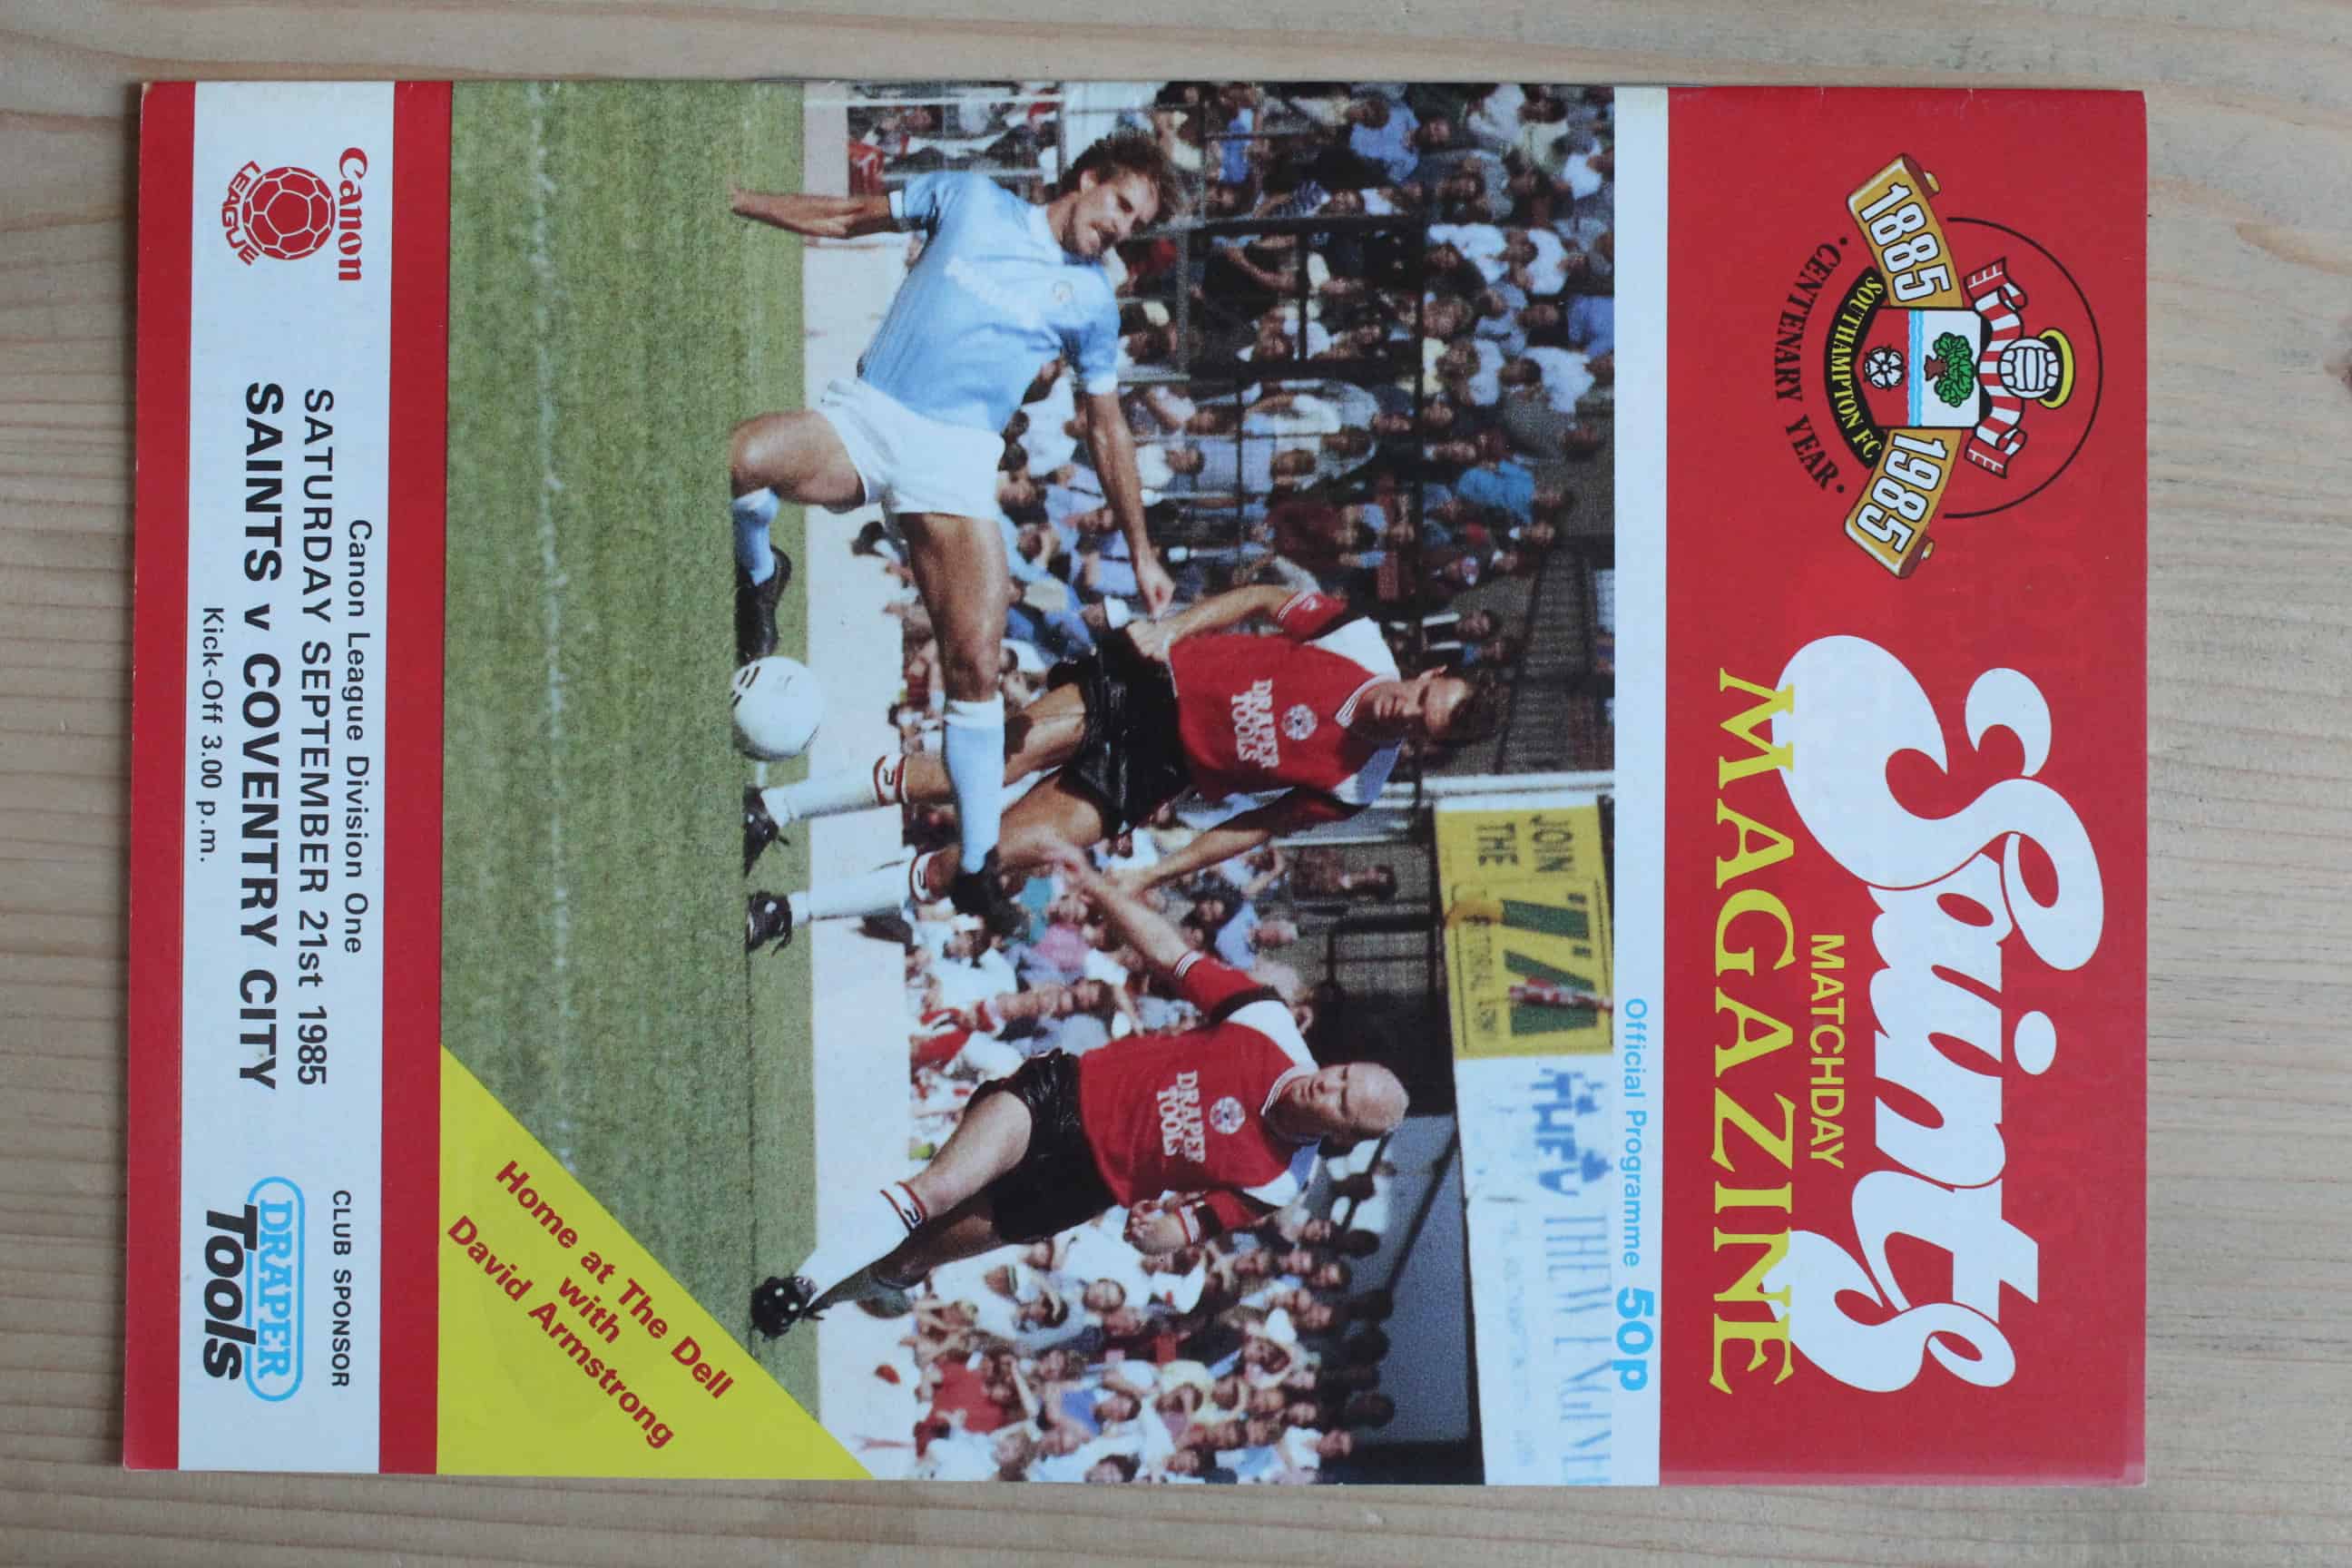 1885
1985
SOUTHAMPTON FC
• CENTENARY YEAR •
Saints
MATCHDAY
MAGAZINE
Official Programme 50p
JOIN
THE
DRAPER
TOOLS
DRAPER
TOOLS
Home at The Dell
with
David Armstrong
Canon
LEAGUE
Canon League Division One
SATURDAY SEPTEMBER 21st 1985
SAINTS v COVENTRY CITY
Kick-Off 3.00 p.m.
CLUB SPONSOR
DRAPER
Tools